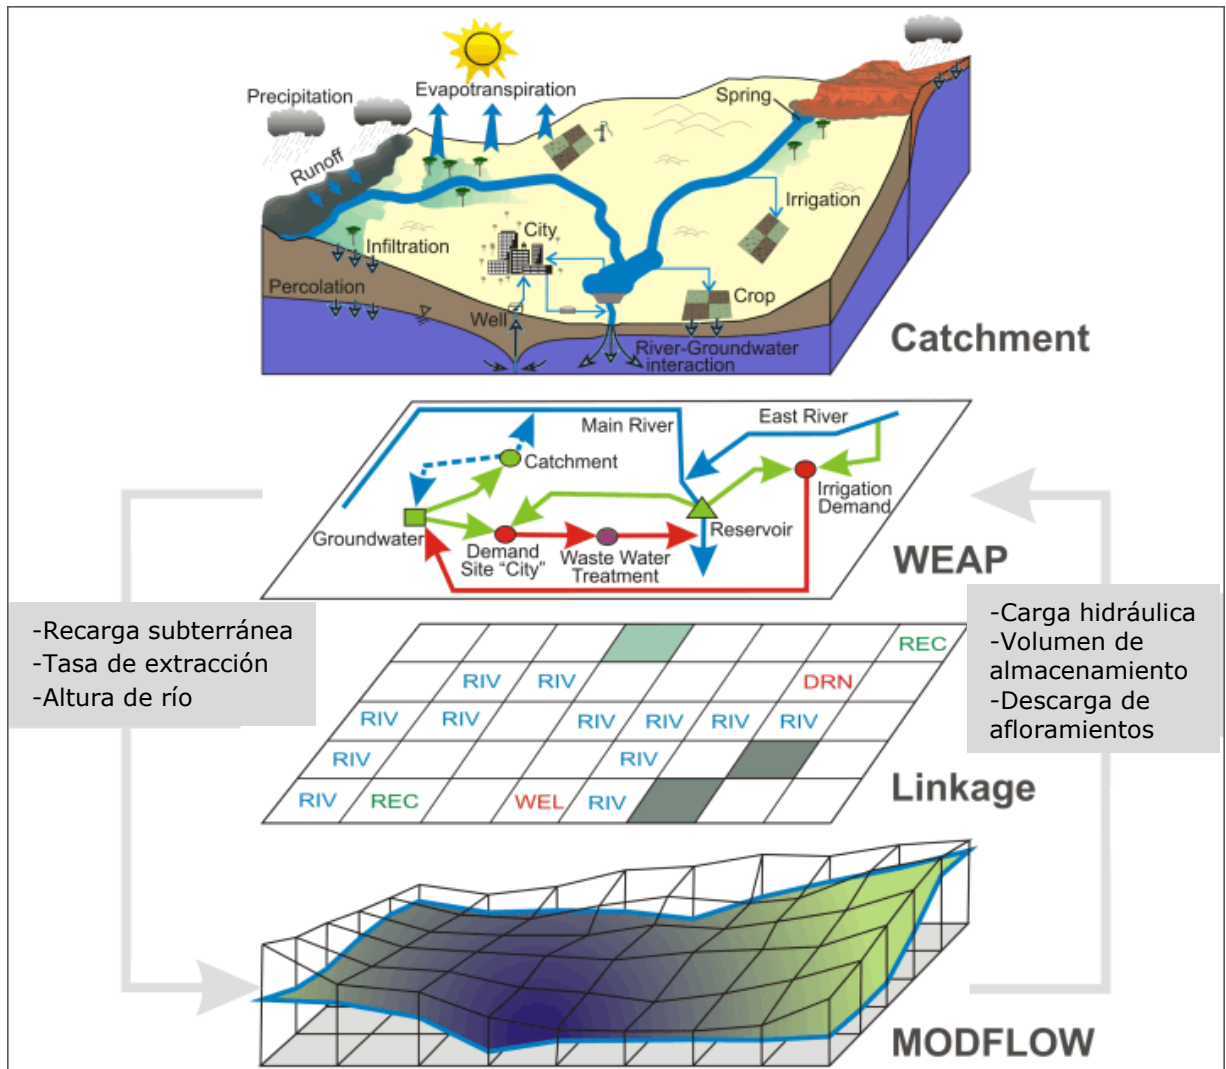 Precipitation
Evapotranspiration
Spring
Runoff
Irrigation
City
Infiltration
Percolation
Crop
Well
River-Groundwater
interaction
Catchment
East River
Main River
Catchment
Irrigation
Demand
Groundwater
Reservoir
Demand
Site "City"
Waste Water
Treatment
WEAP
-Recarga subterránea
-Tasa de extracción
-Altura de río
-Carga hidráulica
-Volumen de
almacenamiento
-Descarga de
afloramientos
REC
RIV RIV DRN
RIV RIV RIV RIV RIV RIV
RIV RIV
RIV REC WEL RIV
Linkage
MODFLOW